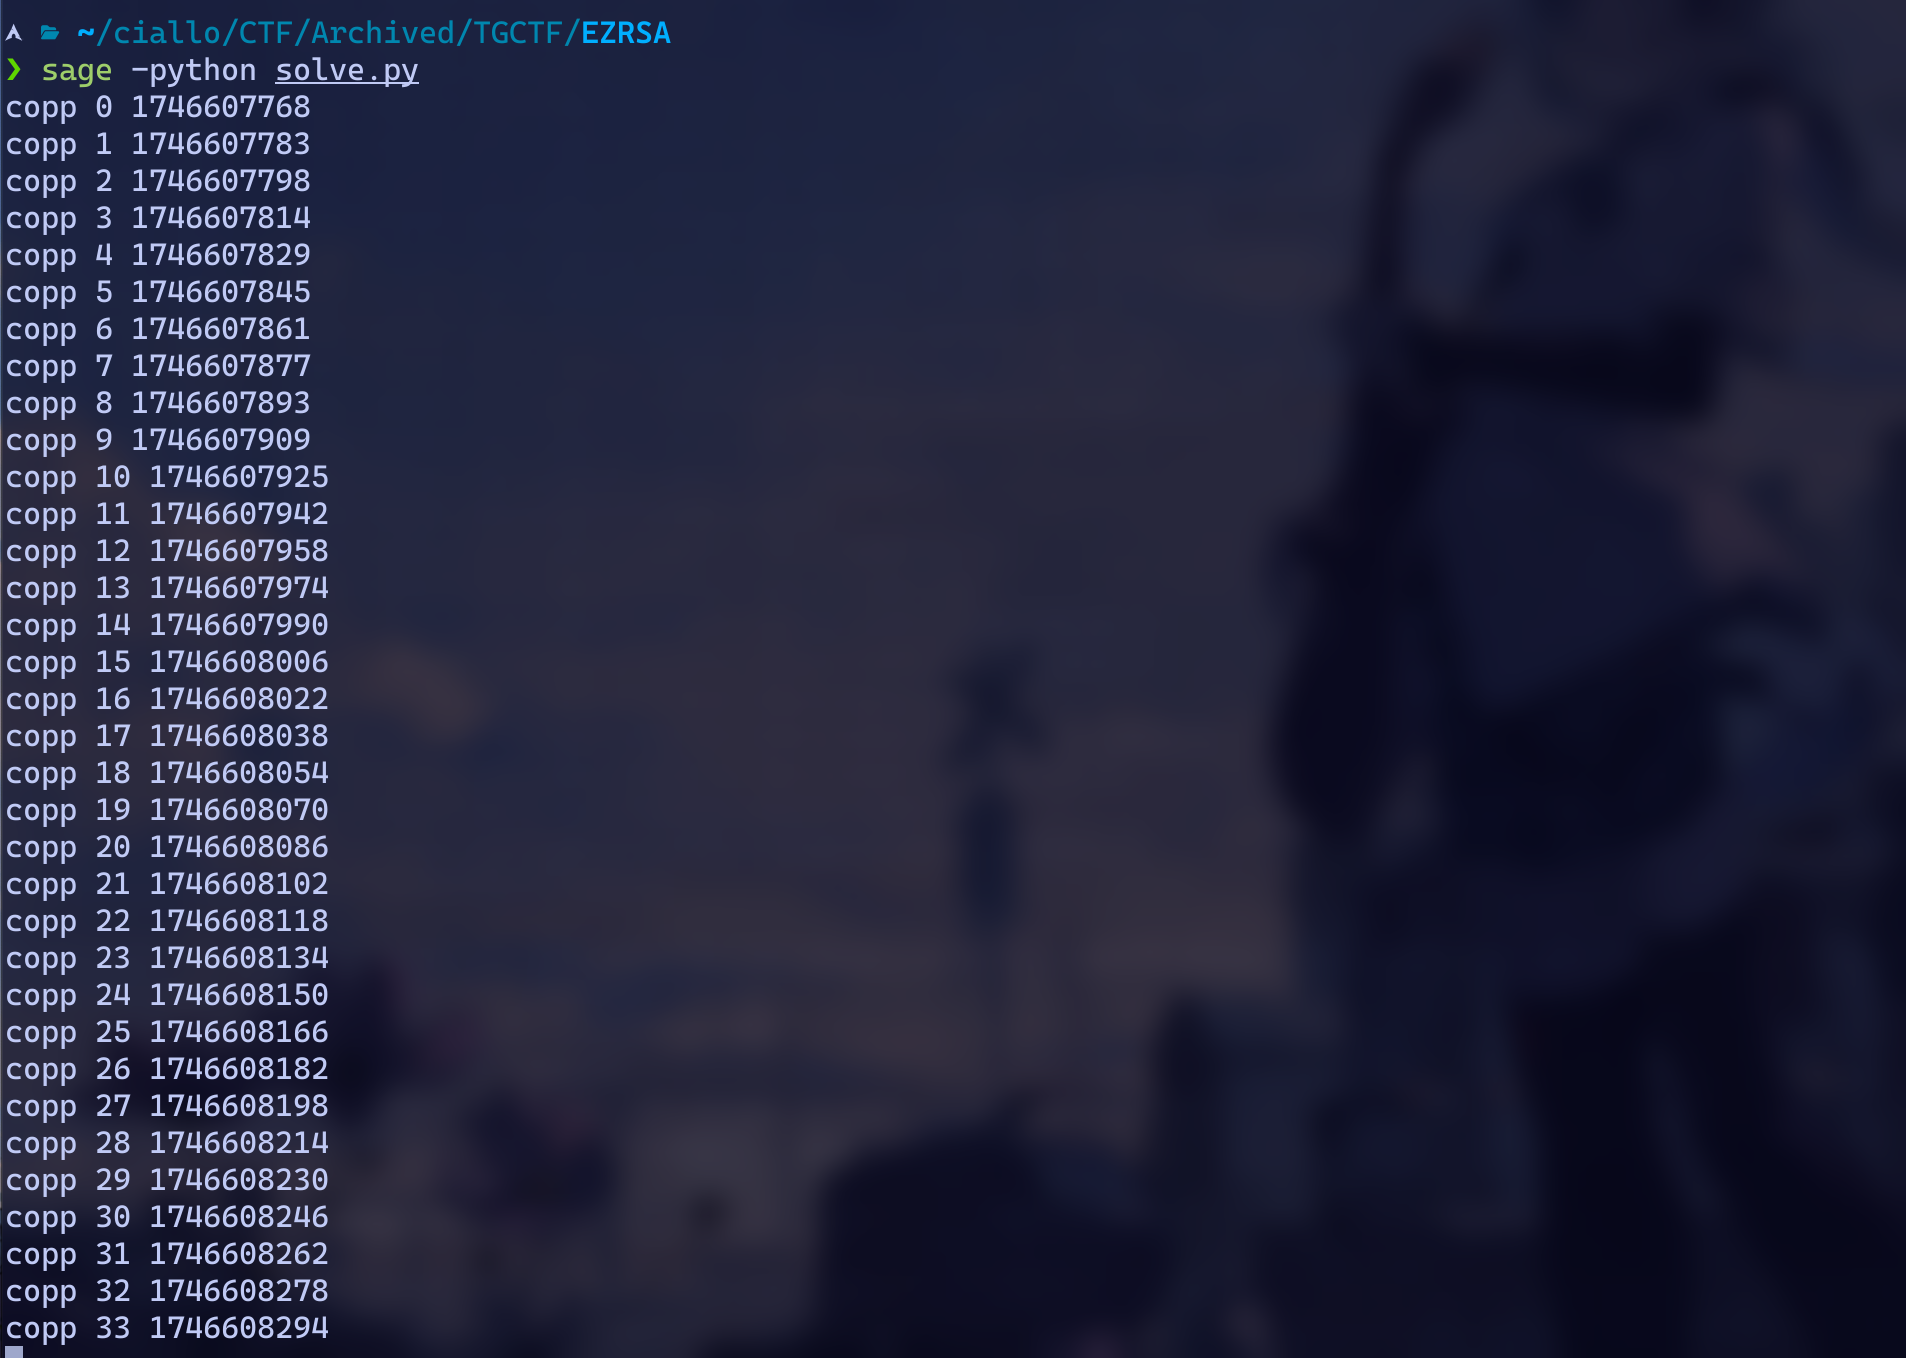 ~/ciallo/CTF/Archived/TGCTF/EZRSA
❯ sage -python solve.py
copp 0 1746607768
copp 1 1746607783
copp 2 1746607798
copp 3 1746607814
copp 4 1746607829
copp 5 1746607845
copp 6 1746607861
copp 7 1746607877
copp 8 1746607893
copp 9 1746607909
copp 10 1746607925
copp 11 1746607942
copp 12 1746607958
copp 13 1746607974
copp 14 1746607990
copp 15 1746608006
copp 16 1746608022
copp 17 1746608038
copp 18 1746608054
copp 19 1746608070
copp 20 1746608086
copp 21 1746608102
copp 22 1746608118
copp 23 1746608134
copp 24 1746608150
copp 25 1746608166
copp 26 1746608182
copp 27 1746608198
copp 28 1746608214
copp 29 1746608230
copp 30 1746608246
copp 31 1746608262
copp 32 1746608278
copp 33 1746608294